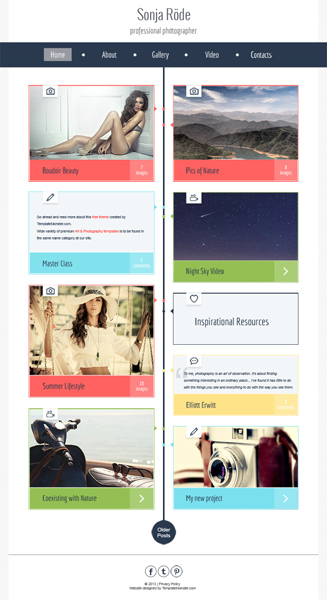 Sonja Röde
professional photographer
Home
About
Gallery
Video
Contacts
Boudoir Beauty
7
images
Pics of Nature
8
images
Go ahead and read more about this free theme created by
TemplateMonster.com.
Wide variety of premium Art & Photography templates is to be found in
the same name category at our site.
Master Class
Night Sky Video
Inspirational Resources
Summer Lifestyle
10
images
To me, photography is an art of observation. It's about finding
something interesting in an ordinary place... I've found it has little to do
with the things you see and everything to do with the way you see them.
Elliott Erwitt
Coexisting with Nature
My new project
Older
Posts
© 2013 | Privacy Policy
Website designed by TemplateMonster.com